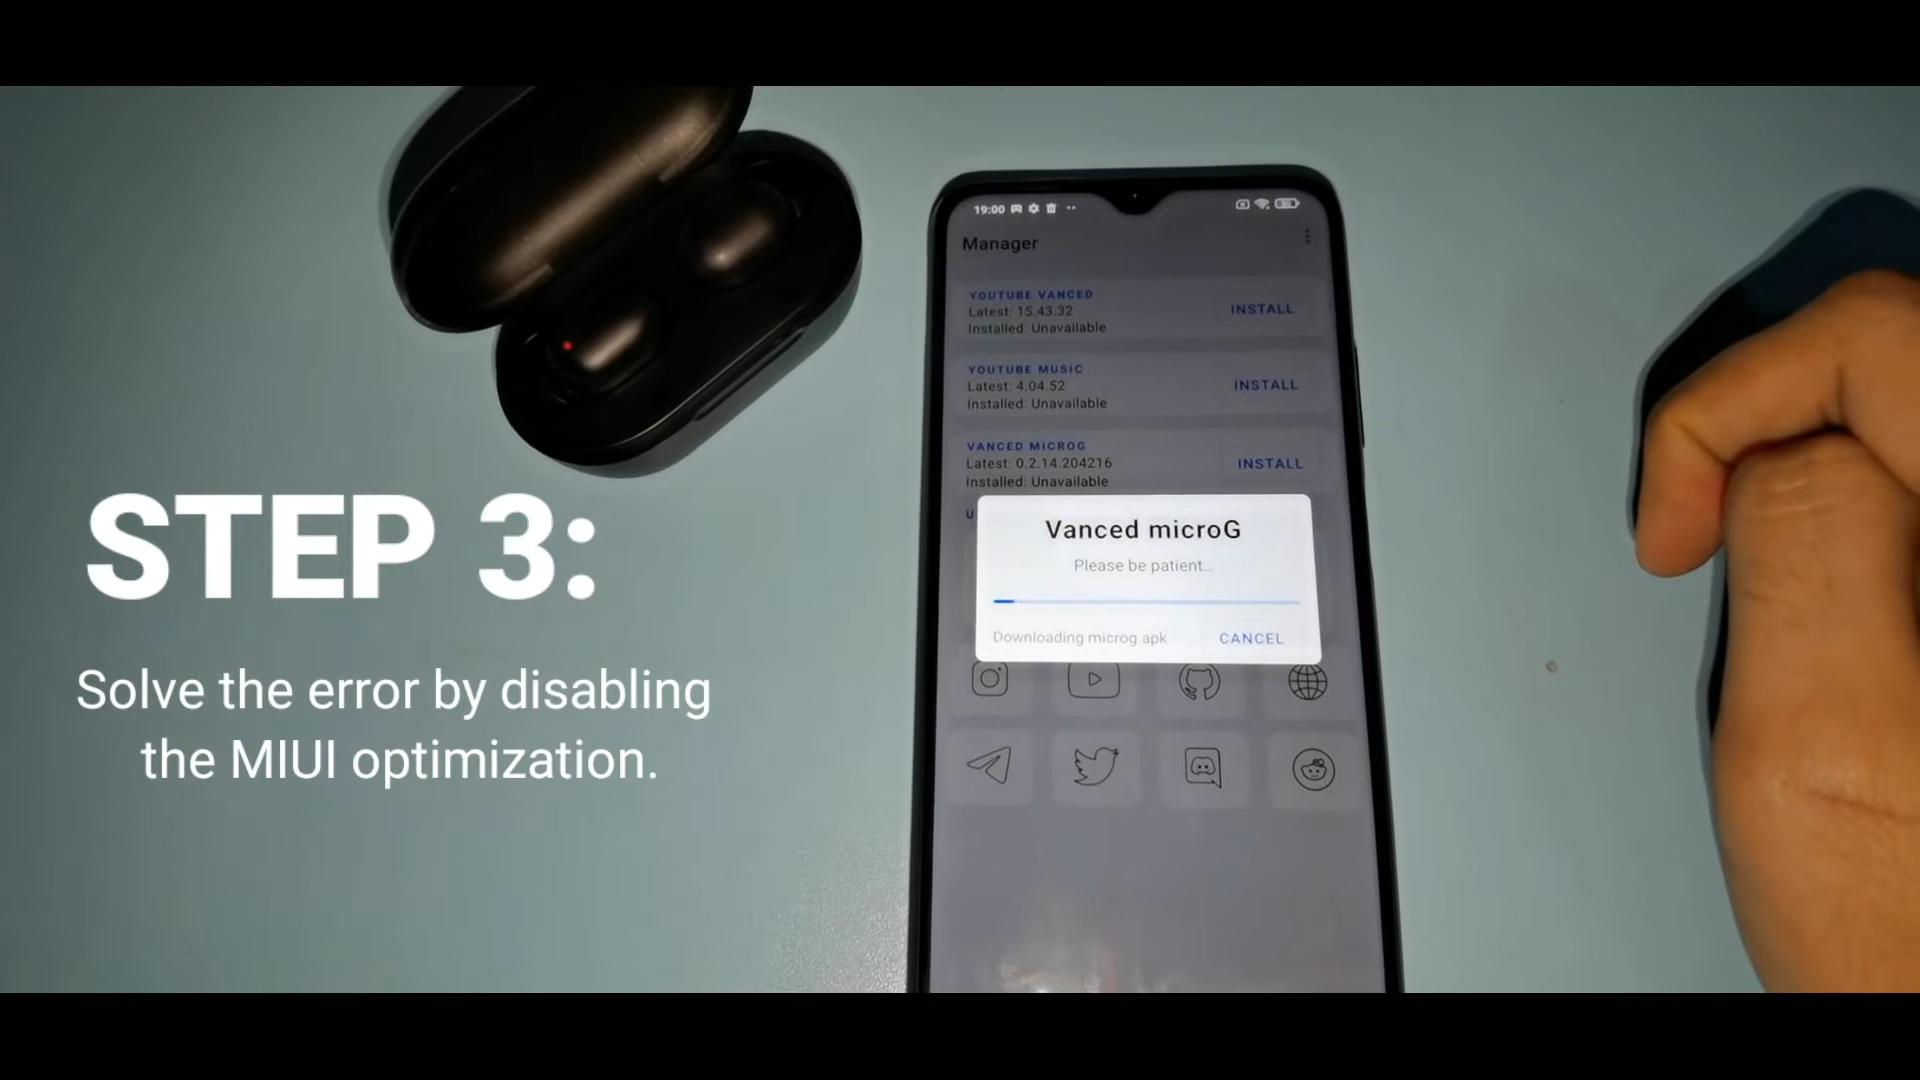 19:00
Manager
YOUTUBE VANCED
Latest: 15.43.32
Installed: Unavailable
INSTALL
YOUTUBE MUSIC
Latest: 4.04.52
Installed: Unavailable
INSTALL
VANCED MICROG
Latest: 0.2.14.204216
Installed: Unavailable
INSTALL
U
Vanced microG
Please be patient...
Downloading microg apk
CANCEL
STEP 3:
Solve the error by disabling
the MIUI optimization.